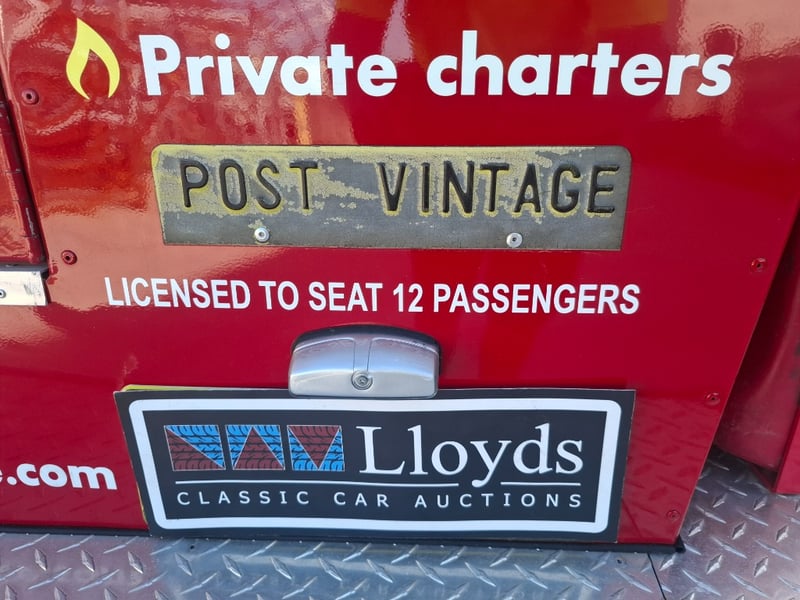 Private charters
POST VINTAGE
LICENSED TO SEAT 12 PASSENGERS
Lloyds
CLASSIC CAR AUCTIONS
.com